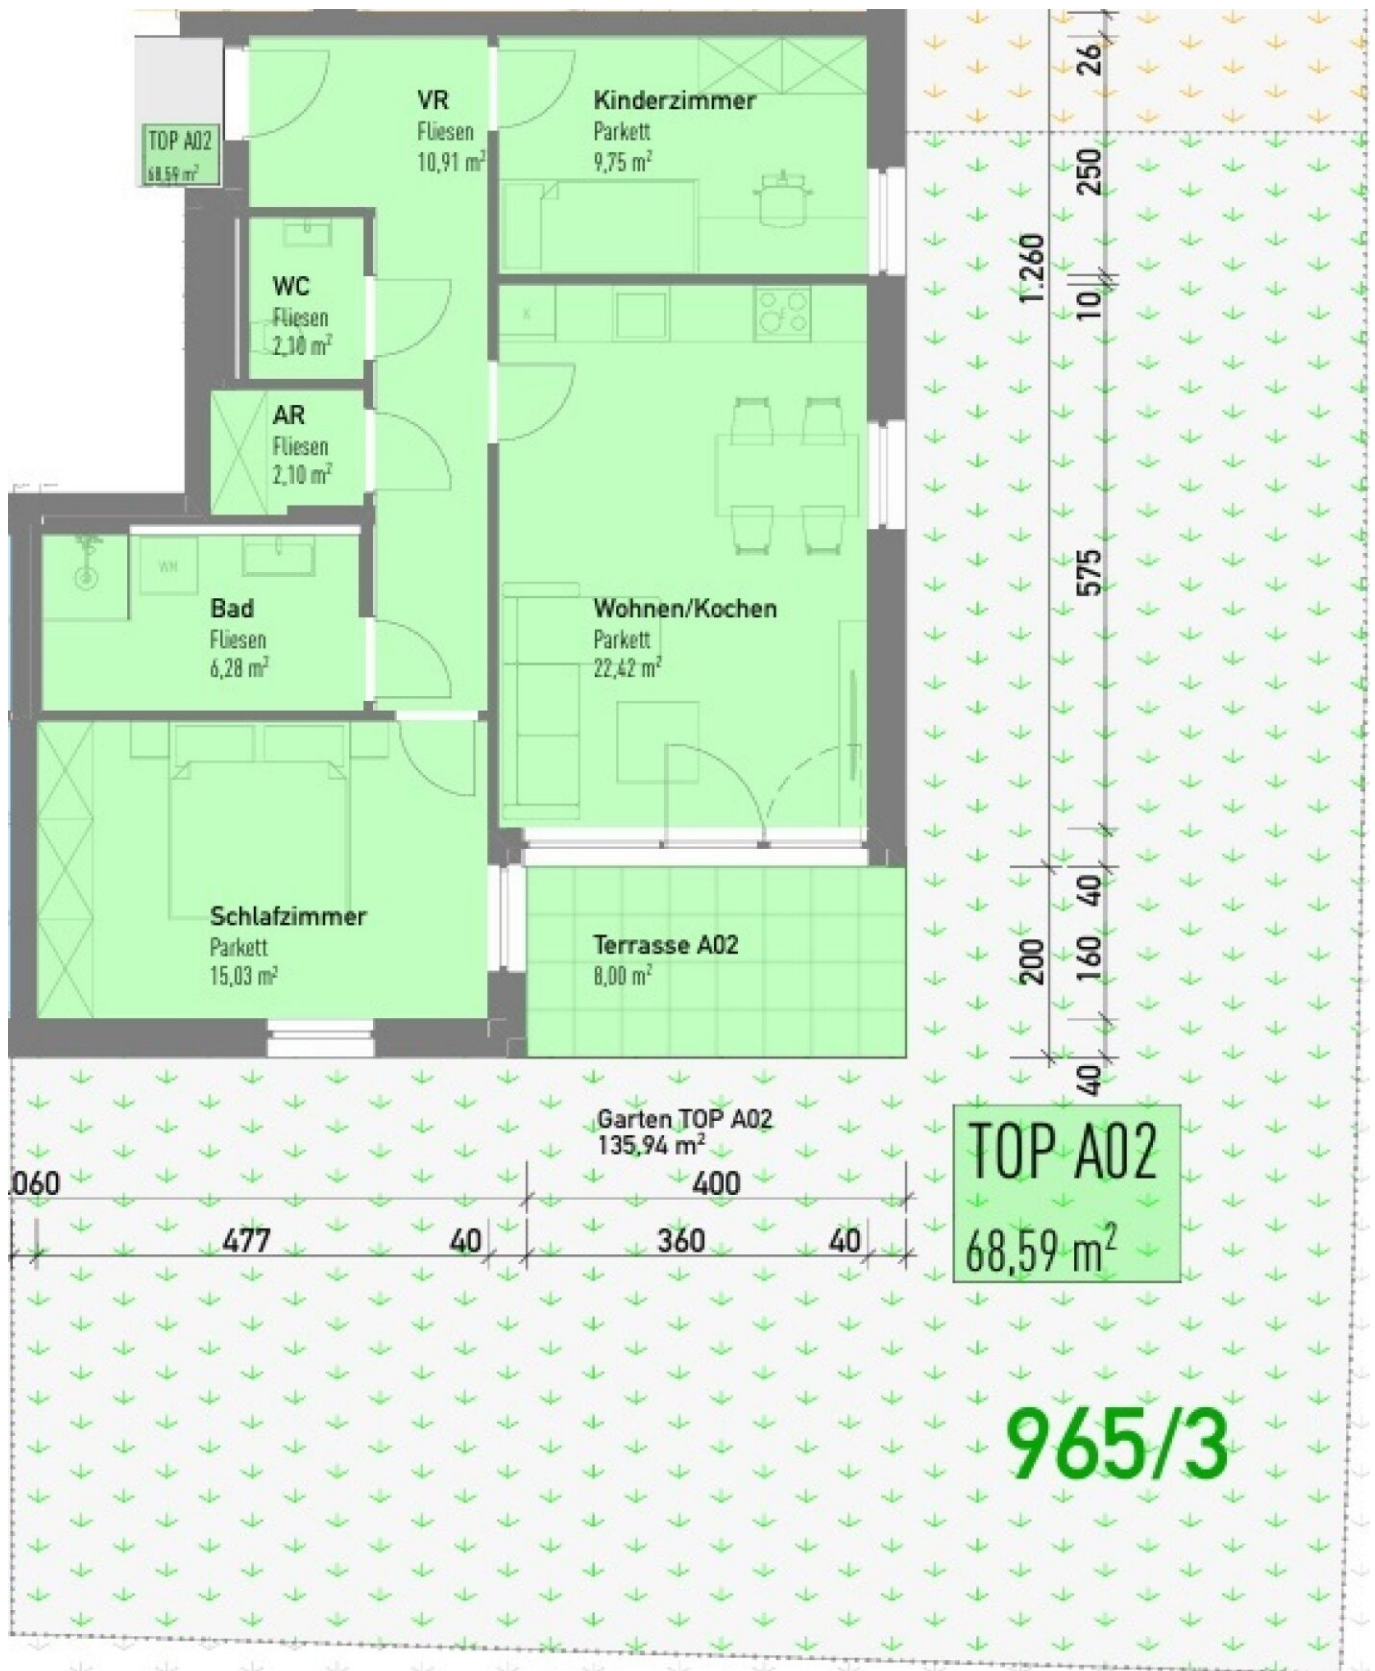 TOP A02
68,59 m²
VR
Fliesen
10,91 m²
Kinderzimmer
Parkett
9,75 m²
WC
Fliesen
2,10 m²
K
AR
Fliesen
2,10 m²
WM
Bad
Fliesen
6,28 m²
Wohnen/Kochen
Parkett
22,42 m²
Schlafzimmer
Parkett
15,03 m²
Terrasse A02
8,00 m²
26
250
1.260
10
575
40
200
160
40
Garten TOP A02
135,94 m²
.060
400
477
40
360
40
TOP A02
68,59 m²
965/3